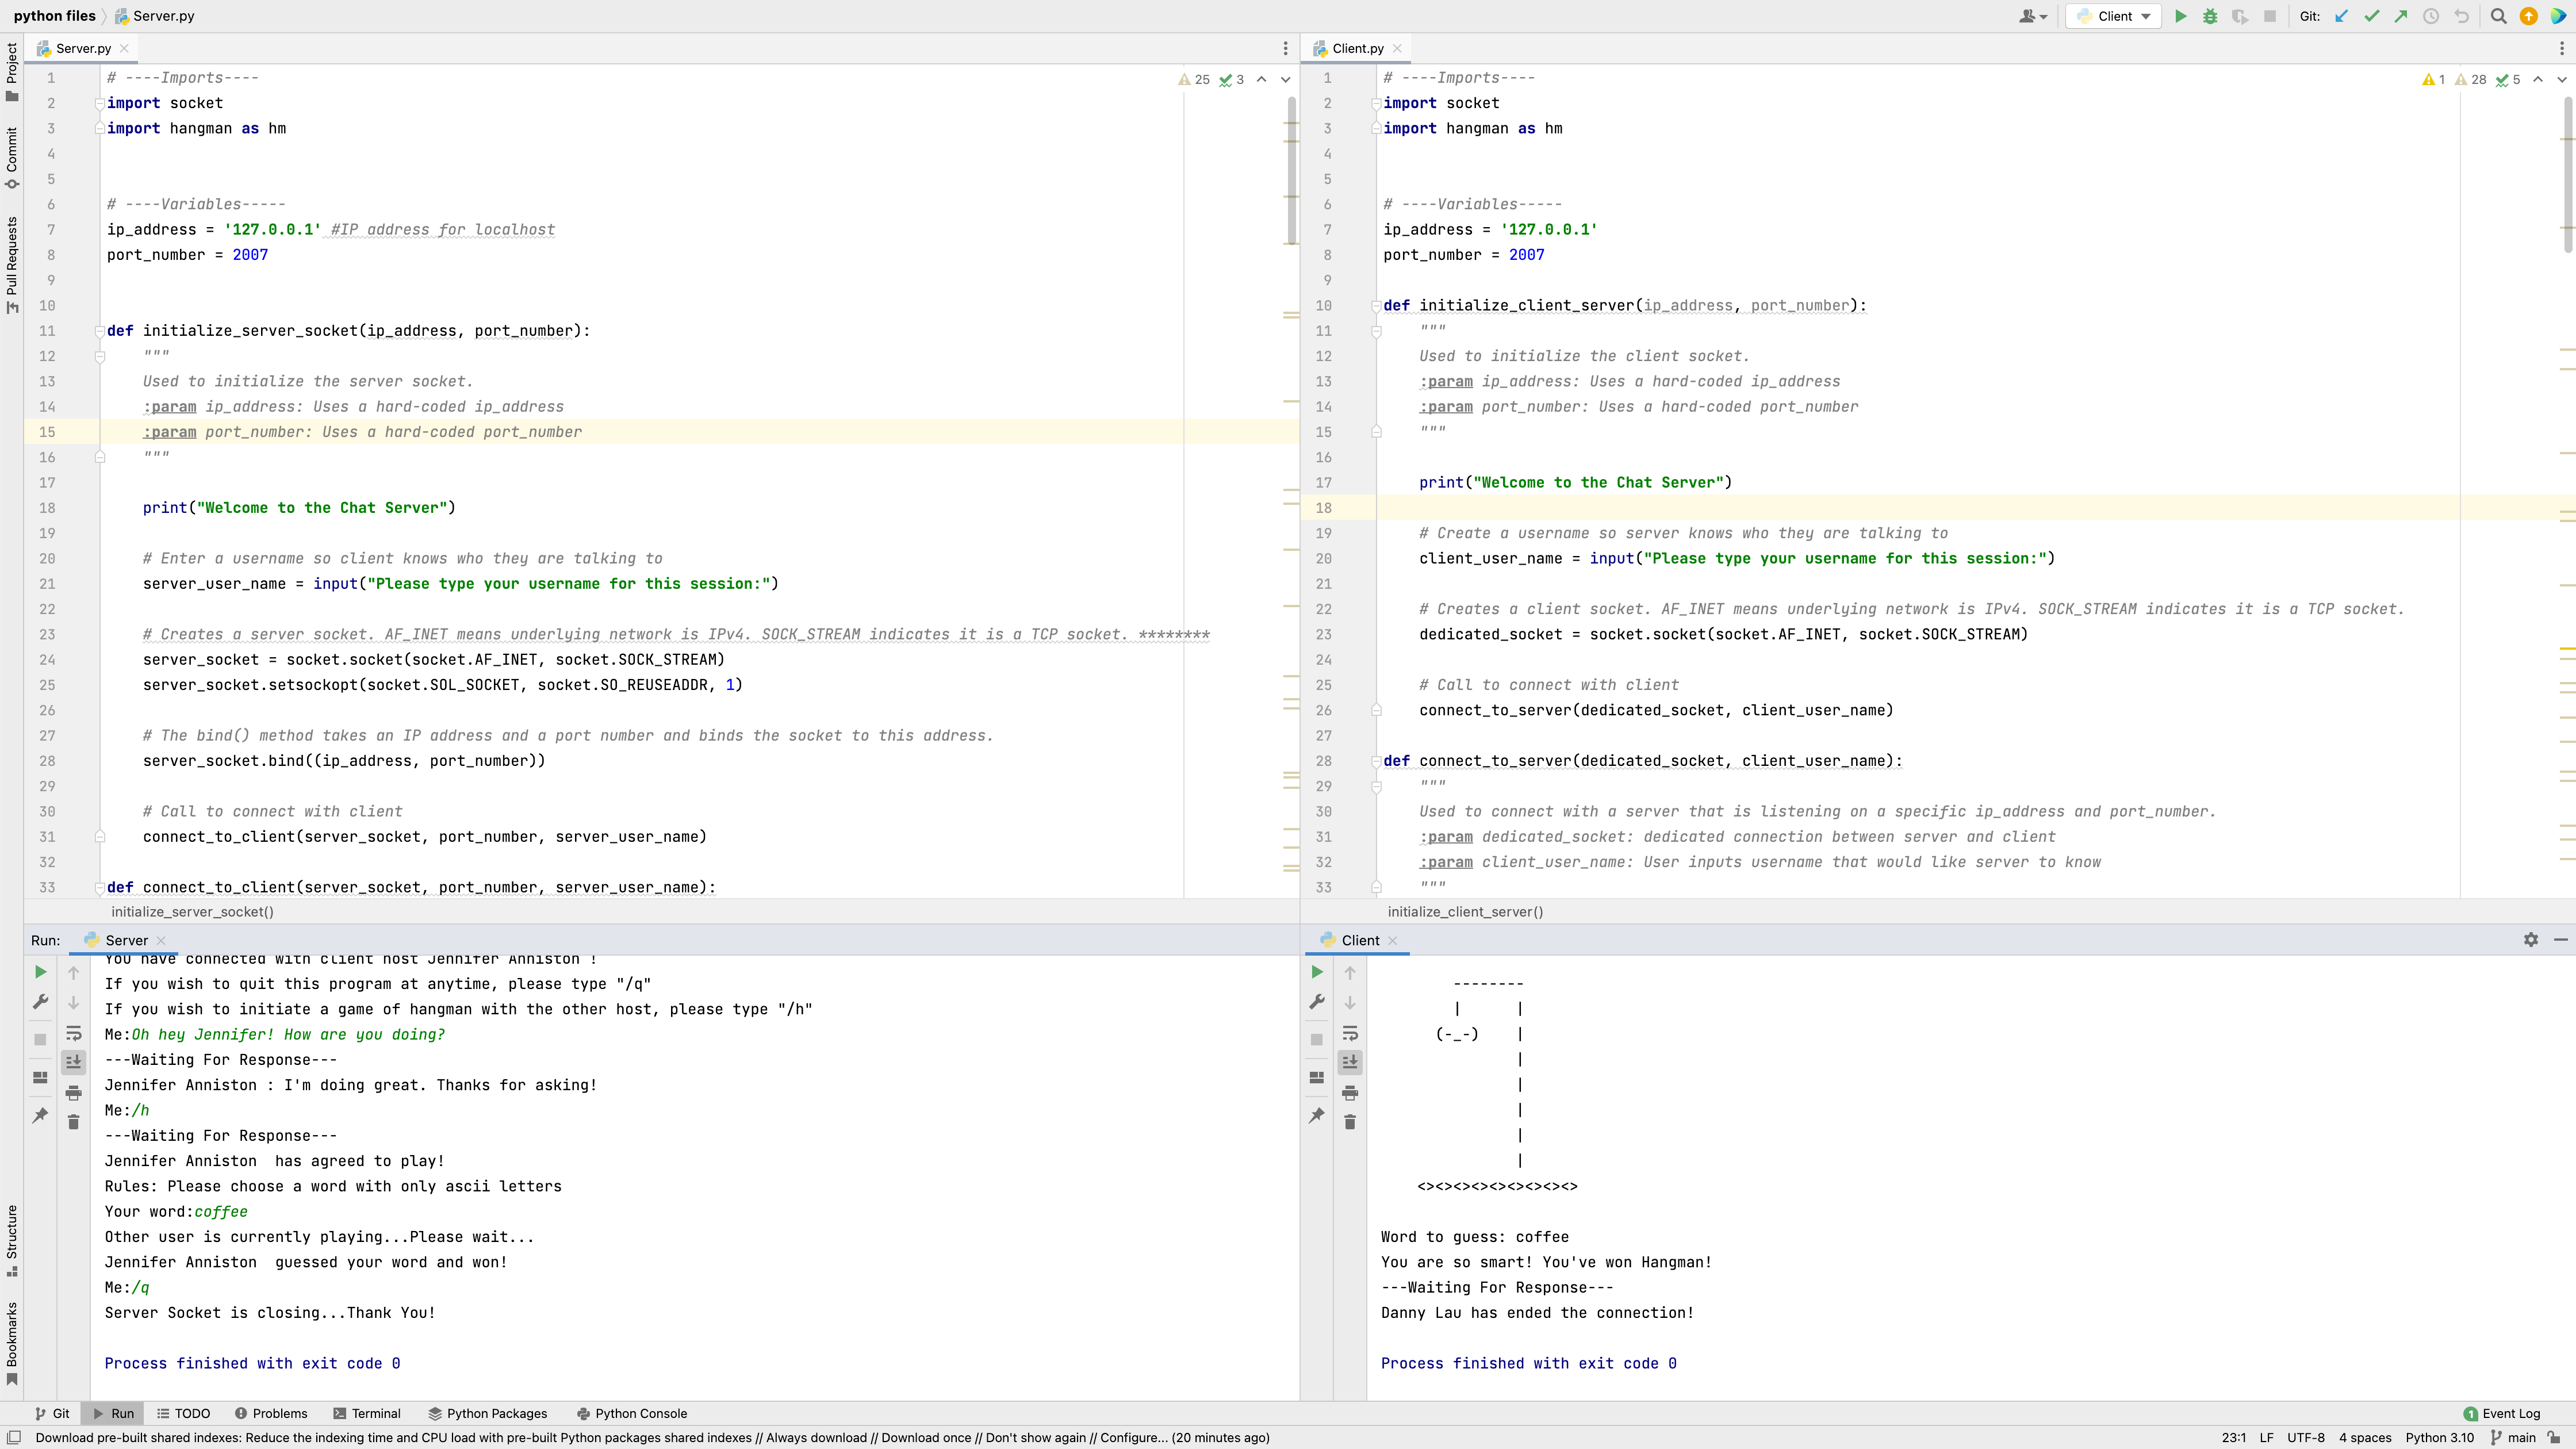 python files
Server.py
Client
Git:
Project
Commit
Pull Requests
Structure
Bookmarks
Server.py
25 3
1 # ----Imports----
2 import socket
3 import hangman as hm
4
5
6 # ----Variables-----
7 ip_address = '127.0.0.1' #IP address for localhost
8 port_number = 2007
9
10
11 def initialize_server_socket(ip_address, port_number):
12 """
13 Used to initialize the server socket.
14 :param ip_address: Uses a hard-coded ip_address
15 :param port_number: Uses a hard-coded port_number
16 """
17
18 print("Welcome to the Chat Server")
19
20 # Enter a username so client knows who they are talking to
21 server_user_name = input("Please type your username for this session:")
22
23 # Creates a server socket. AF_INET means underlying network is IPv4. SOCK_STREAM indicates it is a TCP socket. ********
24 server_socket = socket.socket(socket.AF_INET, socket.SOCK_STREAM)
25 server_socket.setsockopt(socket.SOL_SOCKET, socket.SO_REUSEADDR, 1)
26
27 # The bind() method takes an IP address and a port number and binds the socket to this address.
28 server_socket.bind((ip_address, port_number))
29
30 # Call to connect with client
31 connect_to_client(server_socket, port_number, server_user_name)
32
33 def connect_to_client(server_socket, port_number, server_user_name):
initialize_server_socket()
Client.py
1 28 5
1 # ----Imports----
2 import socket
3 import hangman as hm
4
5
6 # ----Variables-----
7 ip_address = '127.0.0.1'
8 port_number = 2007
9
10 def initialize_client_server(ip_address, port_number):
11 """
12 Used to initialize the client socket.
13 :param ip_address: Uses a hard-coded ip_address
14 :param port_number: Uses a hard-coded port_number
15 """
16
17 print("Welcome to the Chat Server")
18
19 # Create a username so server knows who they are talking to
20 client_user_name = input("Please type your username for this session:")
21
22 # Creates a client socket. AF_INET means underlying network is IPv4. SOCK_STREAM indicates it is a TCP socket.
23 dedicated_socket = socket.socket(socket.AF_INET, socket.SOCK_STREAM)
24
25 # Call to connect with client
26 connect_to_server(dedicated_socket, client_user_name)
27
28 def connect_to_server(dedicated_socket, client_user_name):
29 """
30 Used to connect with a server that is listening on a specific ip_address and port_number.
31 :param dedicated_socket: dedicated connection between server and client
32 :param client_user_name: User inputs username that would like server to know
33 """
initialize_client_server()
Run: Server
You have connected with client host Jennifer Anniston !
If you wish to quit this program at anytime, please type "/q"
If you wish to initiate a game of hangman with the other host, please type "/h"
Me:Oh hey Jennifer! How are you doing?
---Waiting For Response---
Jennifer Anniston : I'm doing great. Thanks for asking!
Me:/h
---Waiting For Response---
Jennifer Anniston  has agreed to play!
Rules: Please choose a word with only ascii letters
Your word:coffee
Other user is currently playing...Please wait...
Jennifer Anniston  guessed your word and won!
Me:/q
Server Socket is closing...Thank You!
Process finished with exit code 0
Client
--------
|      |
(-_-)    |
|
|
|
|
|
<><><><><><><><><>
Word to guess: coffee
You are so smart! You've won Hangman!
---Waiting For Response---
Danny Lau has ended the connection!
Process finished with exit code 0
Git Run TODO Problems Terminal Python Packages Python Console 1 Event Log
Download pre-built shared indexes: Reduce the indexing time and CPU load with pre-built Python packages shared indexes // Always download // Download once // Don't show again // Configure... (20 minutes ago) 23:1 LF UTF-8 4 spaces Python 3.10 main